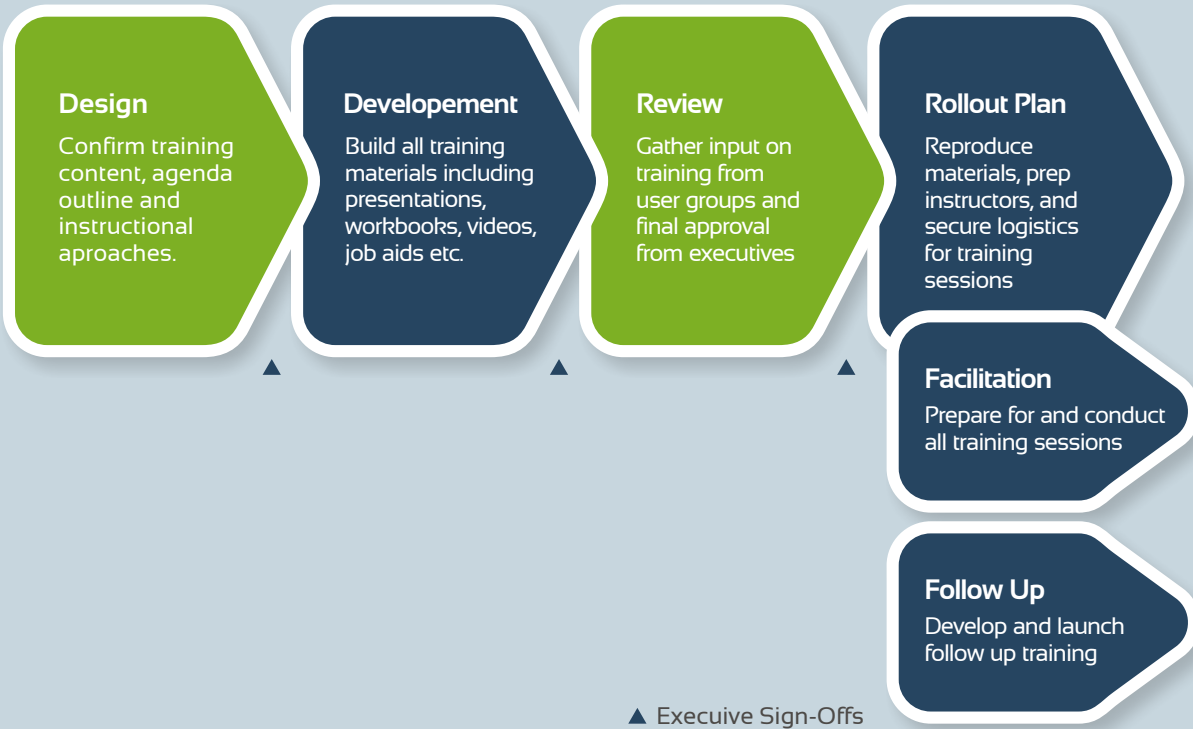 Design
Confirm training
content, agenda
outline and
instructional
aproaches.
Developement
Build all training
materials including
presentations,
workbooks, videos,
job aids etc.
Review
Gather input on
training from
user groups and
final approval
from executives
Rollout Plan
Reproduce
materials, prep
instructors, and
secure logistics
for training
sessions
Facilitation
Prepare for and conduct
all training sessions
Follow Up
Develop and launch
follow up training
▲ Execuive Sign-Offs